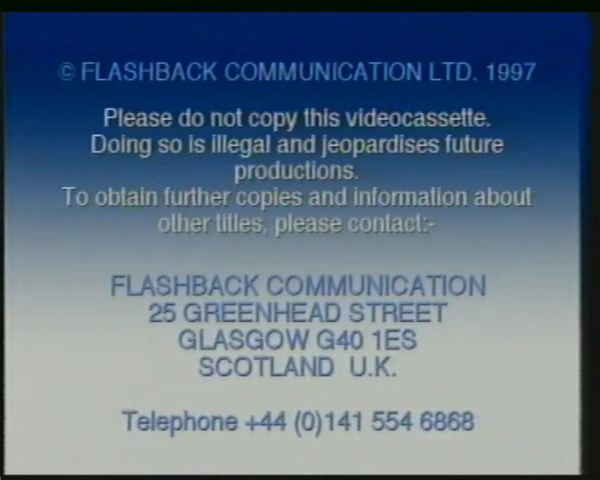 © FLASHBACK COMMUNICATION LTD. 1997
Please do not copy this videocassette.
Doing so is illegal and jeopardises future
productions.
To obtain further copies and information about
other titles, please contact:-
FLASHBACK COMMUNICATION
25 GREENHEAD STREET
GLASGOW G40 1ES
SCOTLAND U.K.
Telephone +44 (0)141 554 6868